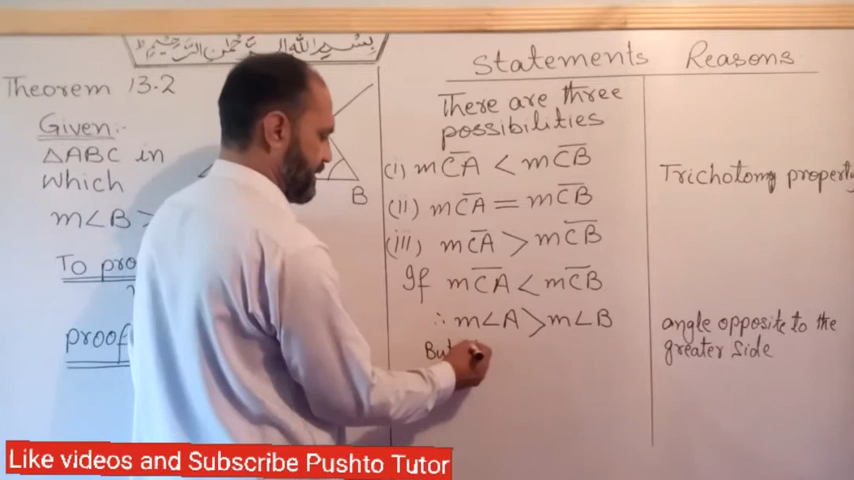 بِسْمِ اللهِ الرَّحْمٰنِ الرَّحِيْمِ
Theorem 13.2
Given:-
△ABC in
Which
m∠B >
To pro
proof
B
Statements Reasons
There are three
possibilities
(i) mC̅A̅ < mC̅B̅
Trichotomy property
(ii) mC̅A̅ = mC̅B̅
(iii) mC̅A̅ > mC̅B̅
If mC̅A̅ < mC̅B̅
∴ m∠A > m∠B
angle opposite to the
greater side
But
Like videos and Subscribe Pushto Tutor